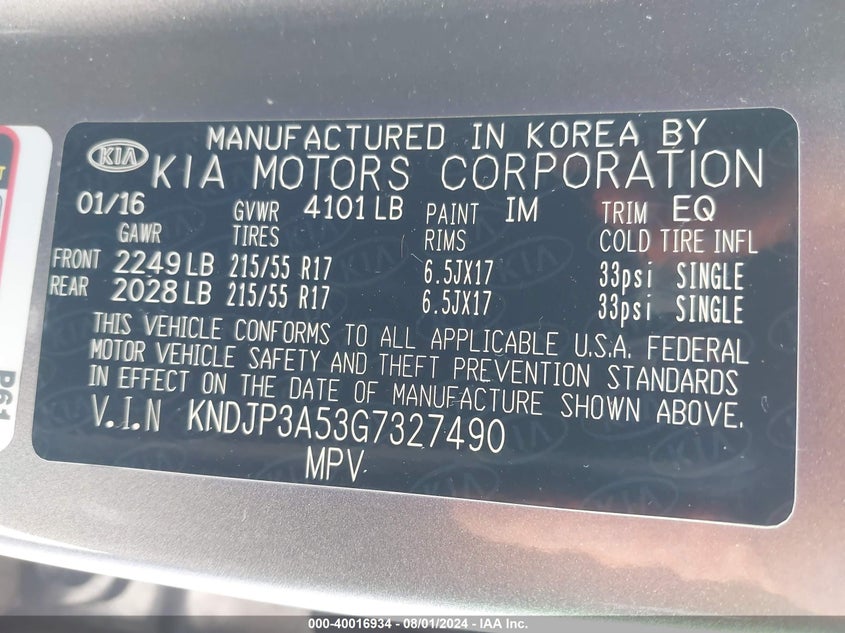 MANUFACTURED IN KOREA BY
KIA KIA MOTORS CORPORATION
01/16 GVWR 4101 LB PAINT IM TRIM EQ
GAWR TIRES RIMS COLD TIRE INFL
FRONT 2249 LB 215/55 R17 6.5JX17 33psi SINGLE
REAR 2028 LB 215/55 R17 6.5JX17 33psi SINGLE
THIS VEHICLE CONFORMS TO ALL APPLICABLE U.S.A. FEDERAL
MOTOR VEHICLE SAFETY AND THEFT PREVENTION STANDARDS
IN EFFECT ON THE DATE OF MANUFACTURE SHOWN ABOVE.
V.I.N KNDJP3A53G7327490
MPV
000-40016934 - 08/01/2024 - IAA Inc.